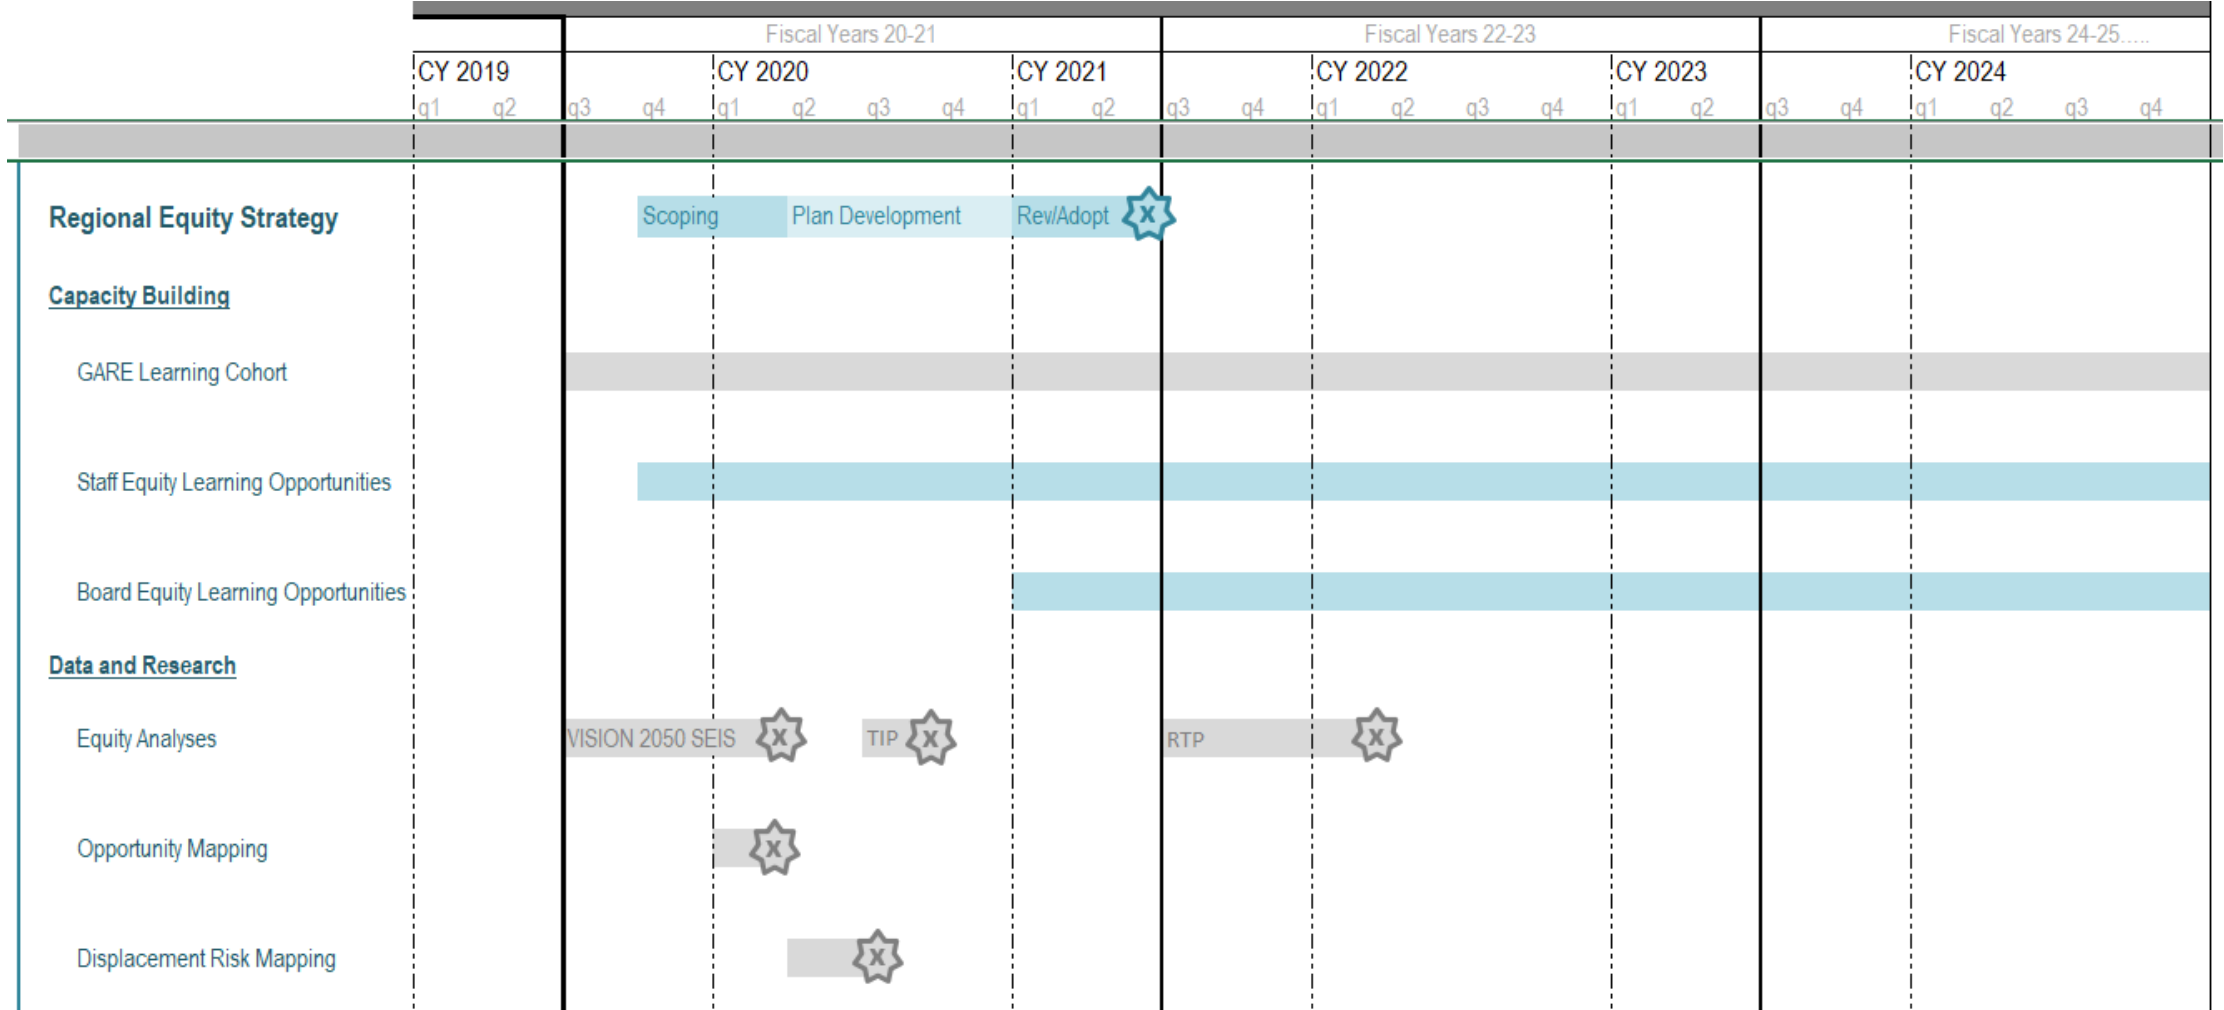 Fiscal Years 20-21 Fiscal Years 22-23 Fiscal Years 24-25.....
CY 2019 CY 2020 CY 2021 CY 2022 CY 2023 CY 2024
q1 q2 q3 q4 q1 q2 q3 q4 q1 q2 q3 q4 q1 q2 q3 q4 q1 q2 q3 q4 q1 q2 q3 q4
Regional Equity Strategy Scoping Plan Development Rev/Adopt X
Capacity Building
GARE Learning Cohort
Staff Equity Learning Opportunities
Board Equity Learning Opportunities
Data and Research
Equity Analyses VISION 2050 SEIS X TIP X RTP X
Opportunity Mapping X
Displacement Risk Mapping X